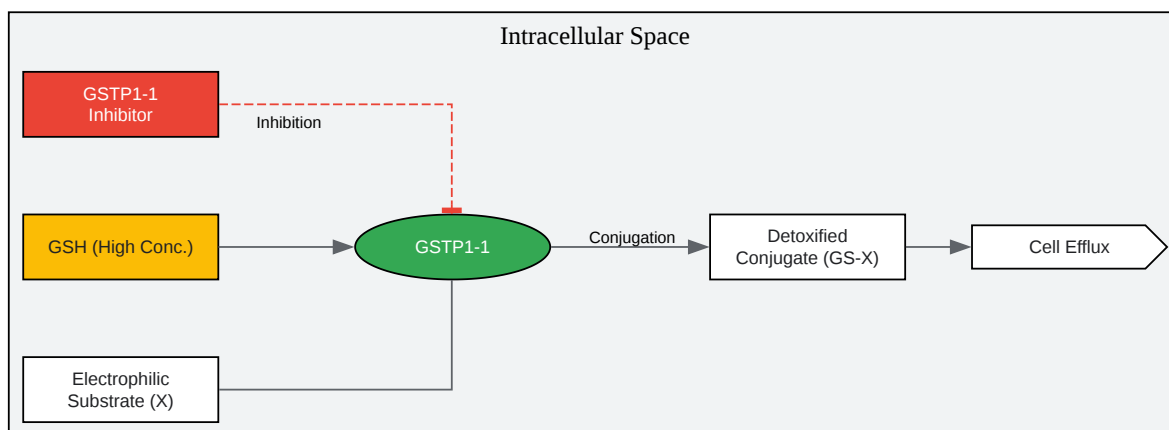 Intracellular Space
GSTP1-1
Inhibitor
Inhibition
GSH (High Conc.)
GSTP1-1
Conjugation
Detoxified
Conjugate (GS-X)
Cell Efflux
Electrophilic
Substrate (X)